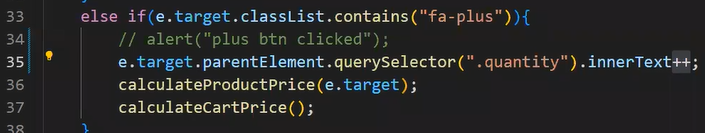 33 else if(e.target.classList.contains("fa-plus")){
34 // alert("plus btn clicked");
35 e.target.parentElement.querySelector(".quantity").innerText++;
36 calculateProductPrice(e.target);
37 calculateCartPrice();
38 }